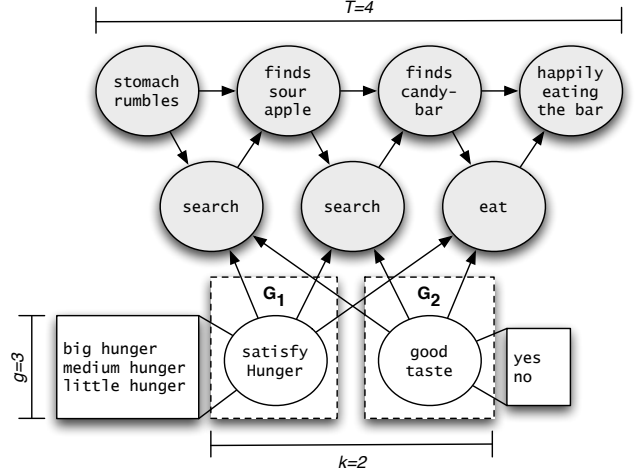 T=4
stomach
rumbles
finds
sour
apple
finds
candy-
bar
happily
eating
the bar
search
search
eat
G1
G2
g=3
big hunger
medium hunger
little hunger
satisfy
Hunger
good
taste
yes
no
k=2